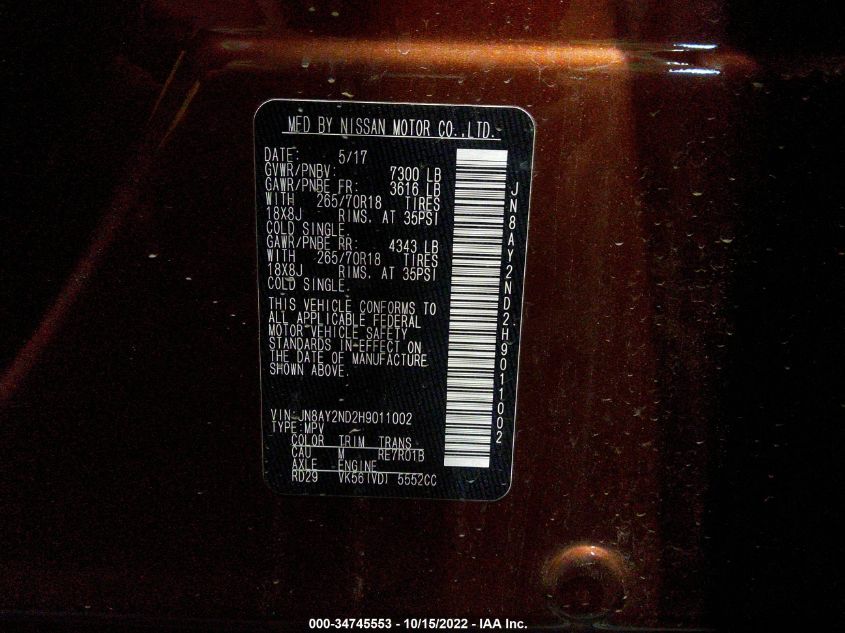 MFD BY NISSAN MOTOR CO.,LTD.
DATE: 5/17
GVWR/PNBV: 7300 LB
GAWR/PNBE FR: 3616 LB
WITH 265/70R18 TIRES
18X8J RIMS. AT 35PSI
COLD SINGLE.
GAWR/PNBE RR: 4343 LB
WITH 265/70R18 TIRES
18X8J RIMS. AT 35PSI
COLD SINGLE.
THIS VEHICLE CONFORMS TO
ALL APPLICABLE FEDERAL
MOTOR VEHICLE SAFETY
STANDARDS IN EFFECT ON
THE DATE OF MANUFACTURE
SHOWN ABOVE.
VIN:JN8AY2ND2H9011002
TYPE:MPV
COLOR TRIM TRANS
CAU M RE7R01B
AXLE ENGINE
RD29 VK56(VD) 5552CC
JN8AY2ND2H9011002
000-34745553 - 10/15/2022 - IAA Inc.